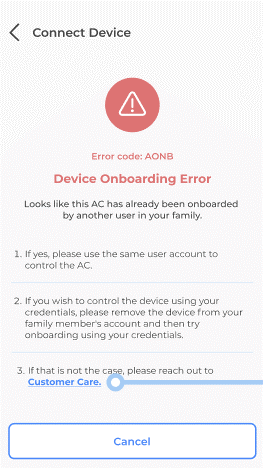 Connect Device
Error code: AONB
Device Onboarding Error
Looks like this AC has already been onboarded
by another user in your family.
1. If yes, please use the same user account to
control the AC.
2. If you wish to control the device using your
credentials, please remove the device from your
family member's account and then try
onboarding using your credentials.
3. If that is not the case, please reach out to
Customer Care.
Cancel